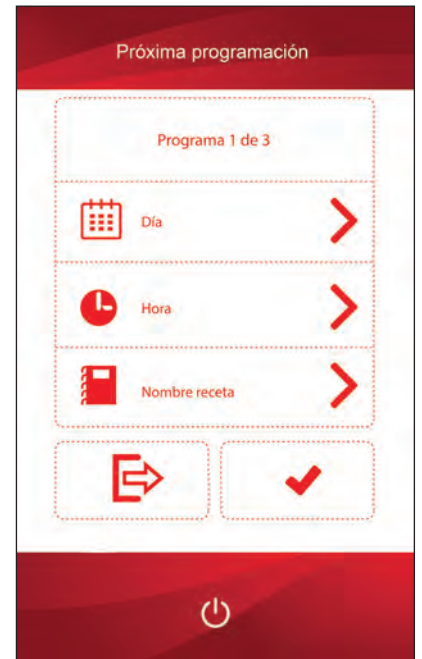 Próxima programación
Programa 1 de 3
Día
Hora
Nombre receta